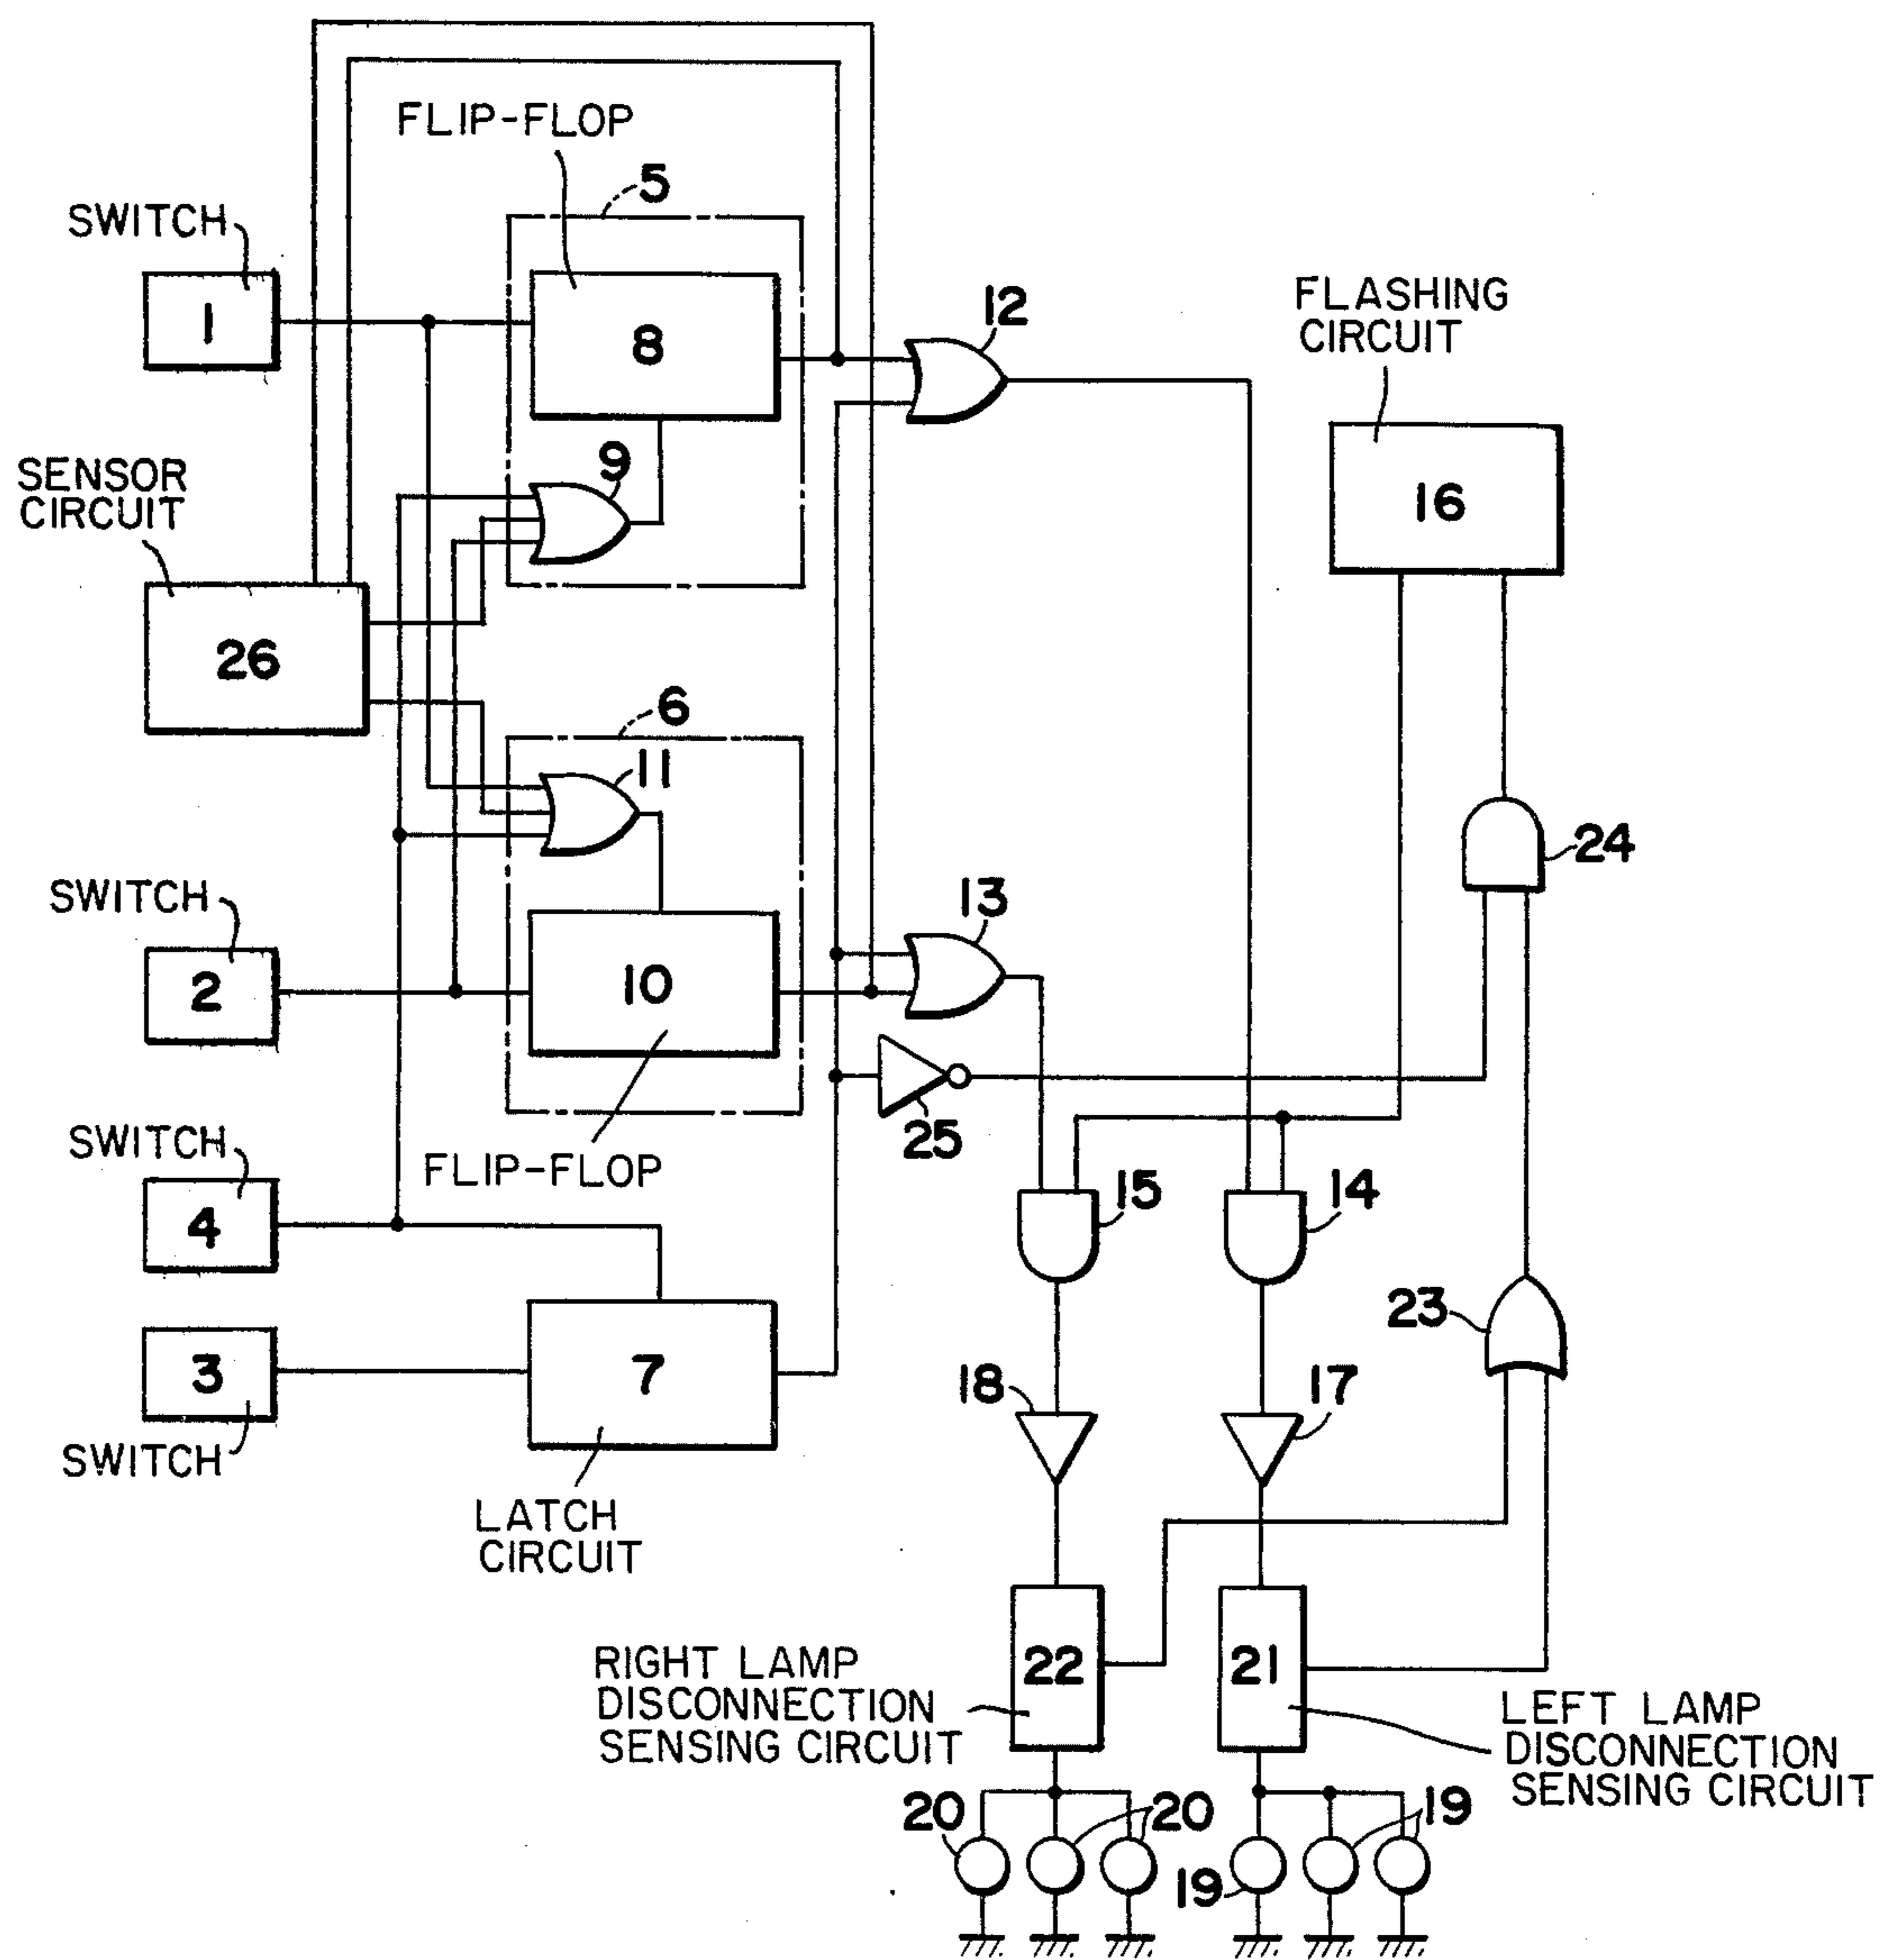 FLIP-FLOP
5
SWITCH
1
8
12
FLASHING
CIRCUIT
16
SENSOR
CIRCUIT
9
26
6
11
24
SWITCH
13
2
10
25
SWITCH
FLIP-FLOP
4
15
14
23
3
7
18
17
SWITCH
LATCH
CIRCUIT
RIGHT LAMP
DISCONNECTION
SENSING CIRCUIT
22
21
LEFT LAMP
DISCONNECTION
SENSING CIRCUIT
20
20
19
19